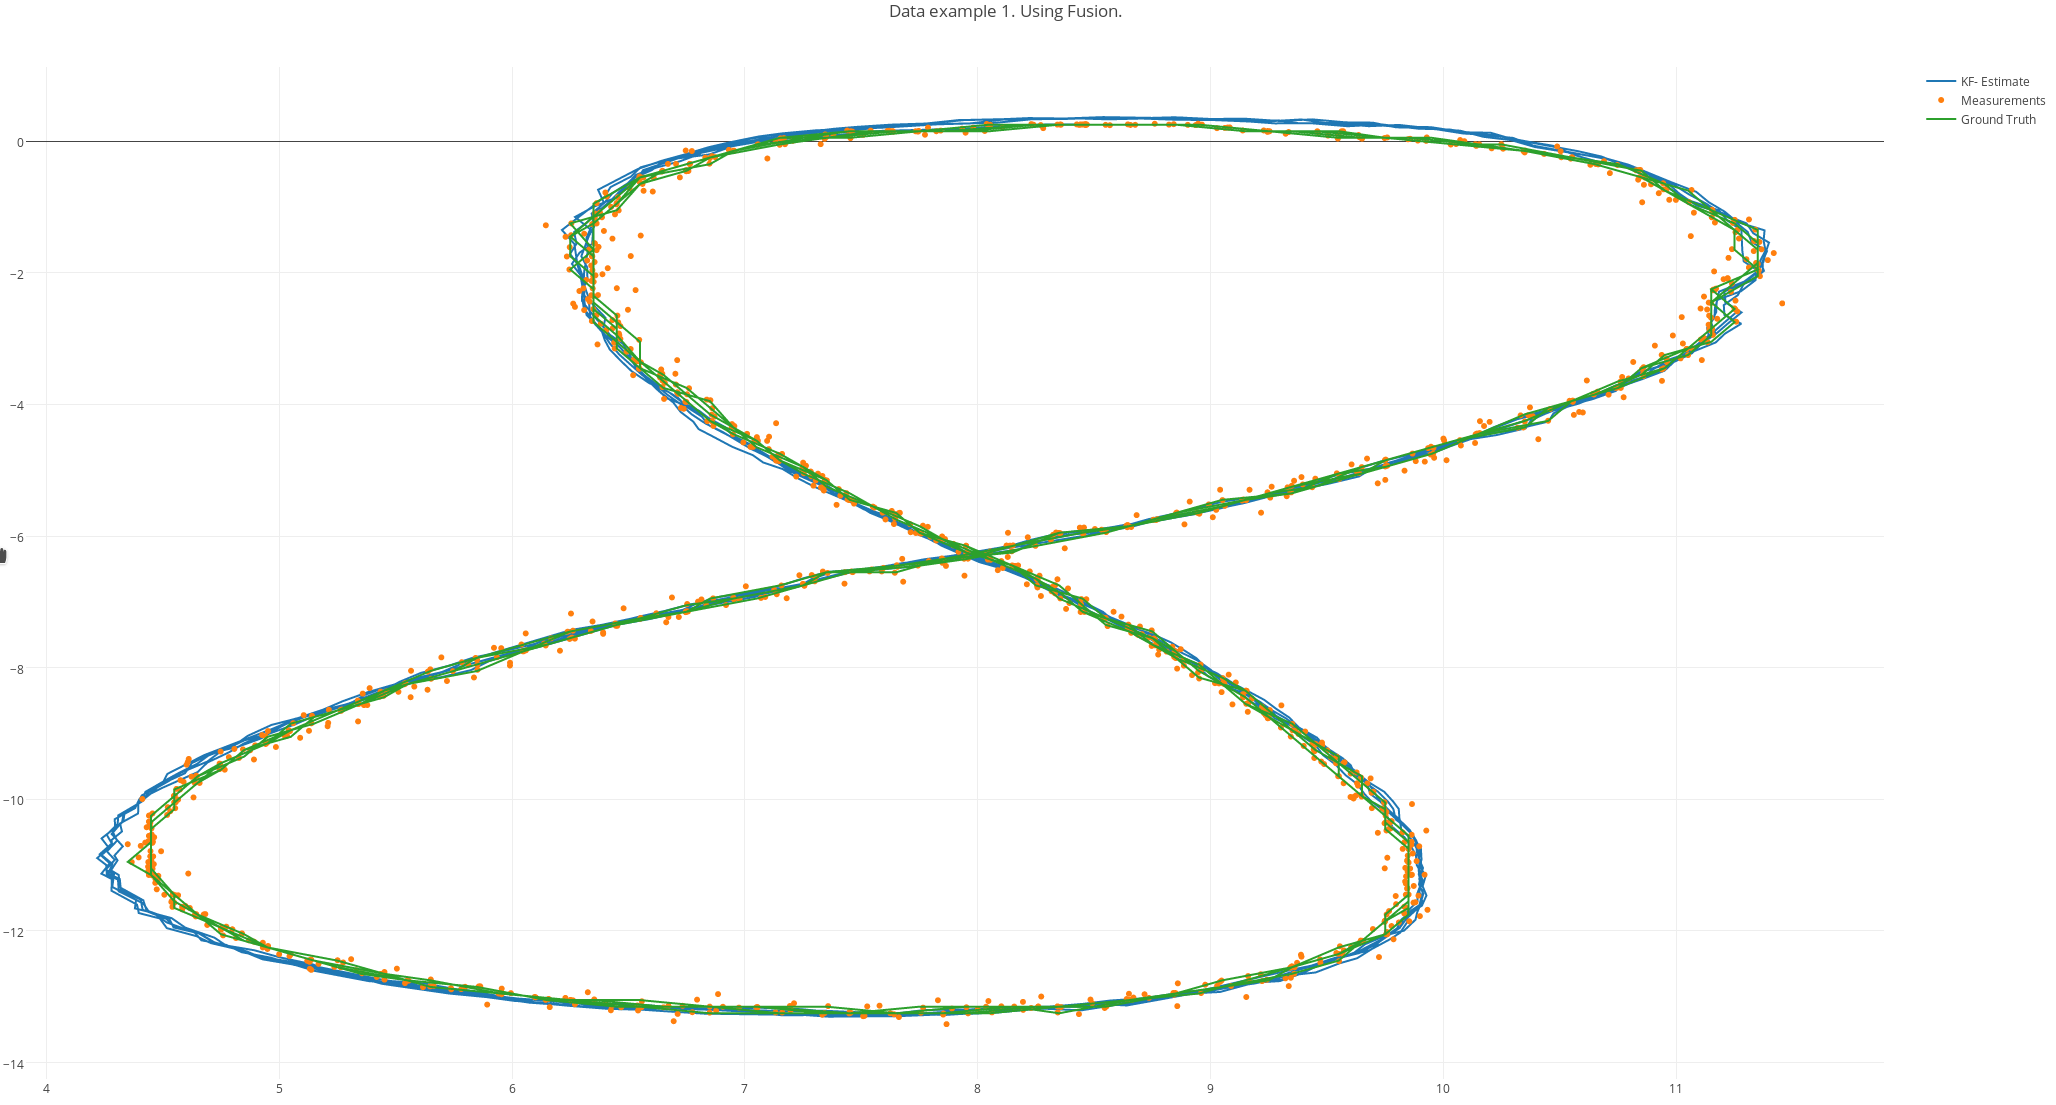 Data example 1. Using Fusion.
KF- Estimate
Measurements
Ground Truth
0
−2
−4
−6
−8
−10
−12
−14
4 5 6 7 8 9 10 11